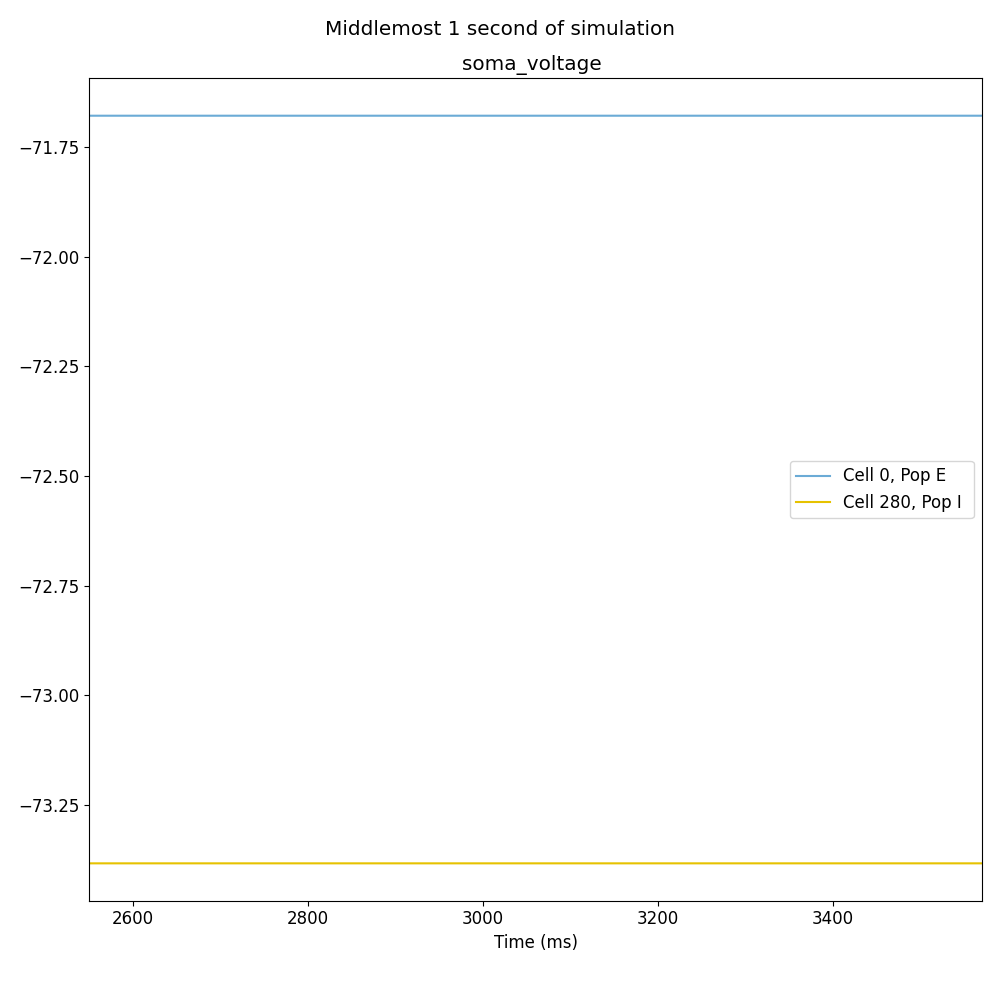 Middlemost 1 second of simulation
soma_voltage
−71.75
−72.00
−72.25
−72.50
−72.75
−73.00
−73.25
Cell 0, Pop E
Cell 280, Pop I
2600 2800 3000 3200 3400
Time (ms)